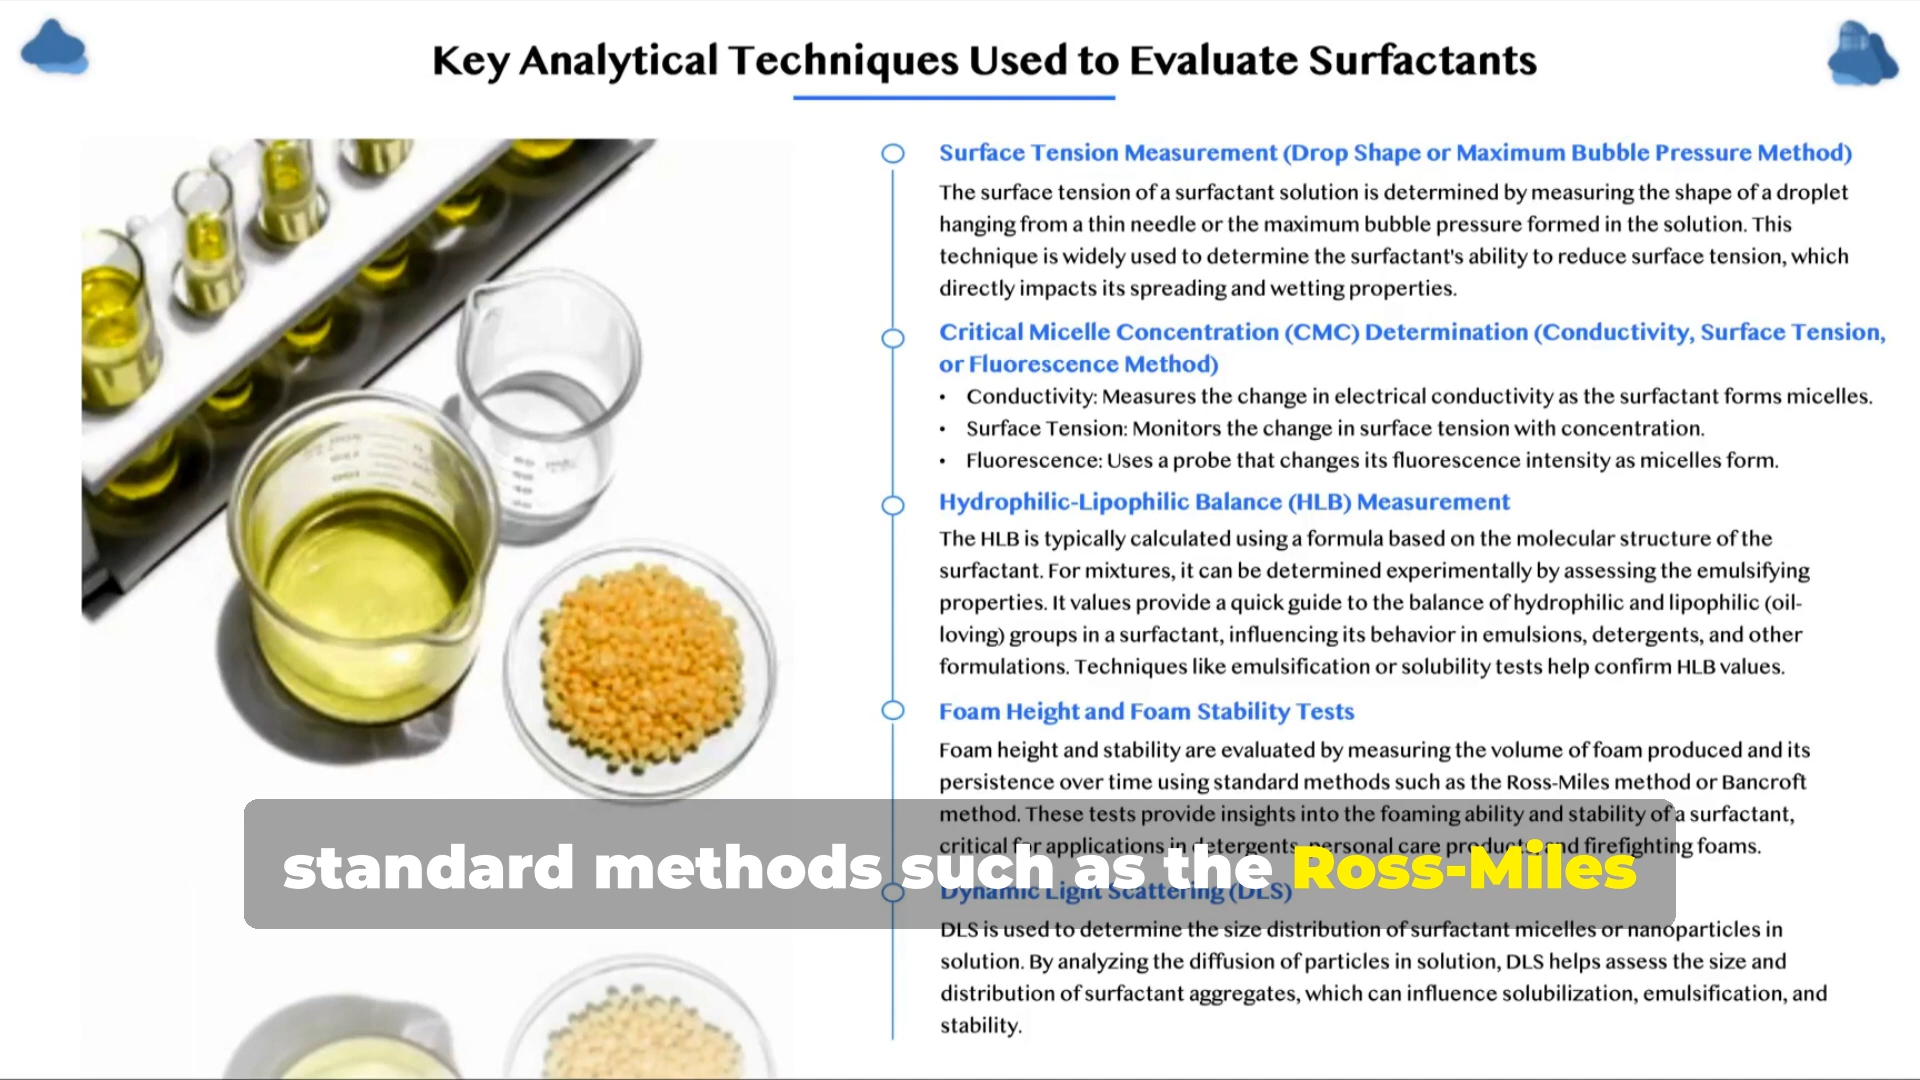 Key Analytical Techniques Used to Evaluate Surfactants
Surface Tension Measurement (Drop Shape or Maximum Bubble Pressure Method)
The surface tension of a surfactant solution is determined by measuring the shape of a droplet
hanging from a thin needle or the maximum bubble pressure formed in the solution. This
technique is widely used to determine the surfactant's ability to reduce surface tension, which
directly impacts its spreading and wetting properties.
Critical Micelle Concentration (CMC) Determination (Conductivity, Surface Tension,
or Fluorescence Method)
• Conductivity: Measures the change in electrical conductivity as the surfactant forms micelles.
• Surface Tension: Monitors the change in surface tension with concentration.
• Fluorescence: Uses a probe that changes its fluorescence intensity as micelles form.
Hydrophilic-Lipophilic Balance (HLB) Measurement
The HLB is typically calculated using a formula based on the molecular structure of the
surfactant. For mixtures, it can be determined experimentally by assessing the emulsifying
properties. It values provide a quick guide to the balance of hydrophilic and lipophilic (oil-
loving) groups in a surfactant, influencing its behavior in emulsions, detergents, and other
formulations. Techniques like emulsification or solubility tests help confirm HLB values.
Foam Height and Foam Stability Tests
Foam height and stability are evaluated by measuring the volume of foam produced and its
persistence over time using standard methods such as the Ross-Miles method or Bancroft
method. These tests provide insights into the foaming ability and stability of a surfactant,
critical for applications in detergents, personal care products, and firefighting foams.
standard methods such as the Ross-Miles
Dynamic Light Scattering (DLS)
DLS is used to determine the size distribution of surfactant micelles or nanoparticles in
solution. By analyzing the diffusion of particles in solution, DLS helps assess the size and
distribution of surfactant aggregates, which can influence solubilization, emulsification, and
stability.